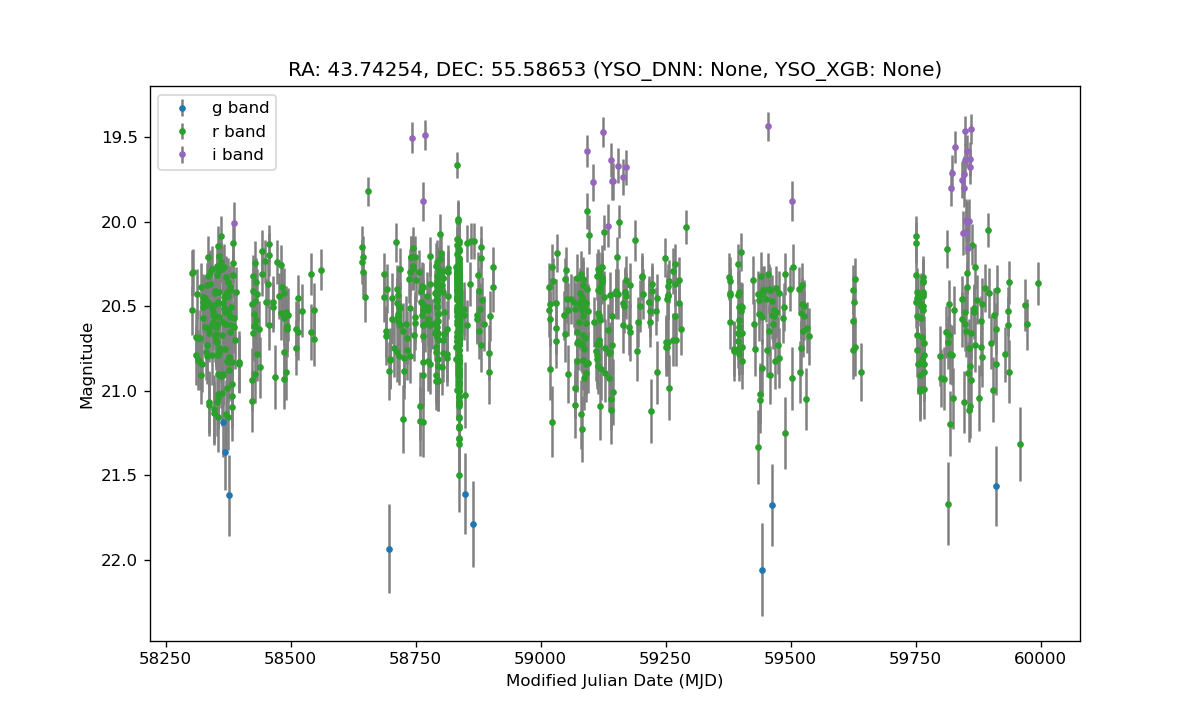 RA: 43.74254, DEC: 55.58653 (YSO_DNN: None, YSO_XGB: None)
g band
r band
i band
19.5
20.0
20.5
21.0
21.5
22.0
Magnitude
58250 58500 58750 59000 59250 59500 59750 60000
Modified Julian Date (MJD)